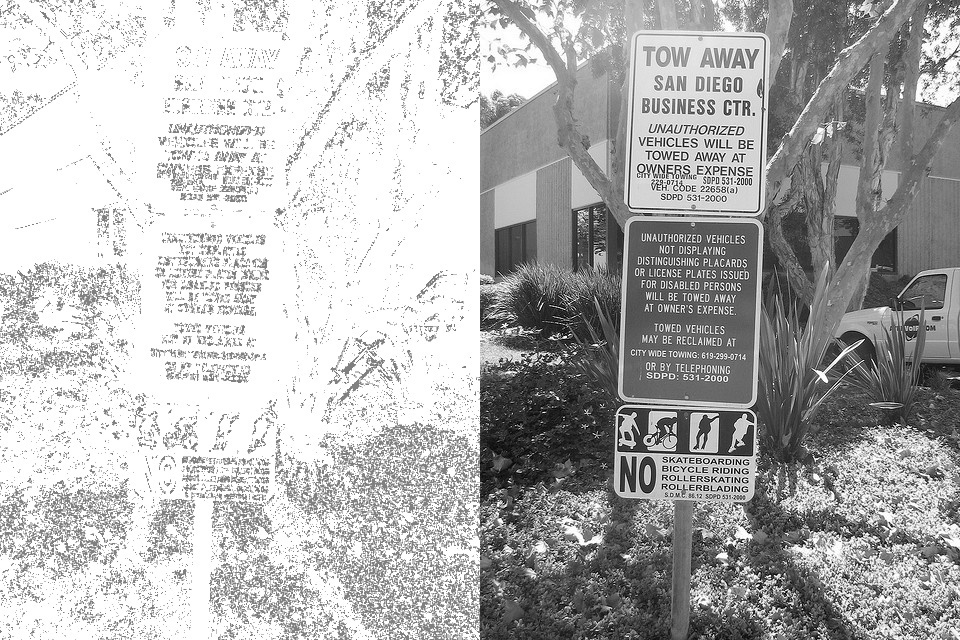 TOW AWAY
SAN DIEGO
BUSINESS CTR.
UNAUTHORIZED
VEHICLES WILL BE
TOWED AWAY AT
OWNERS EXPENSE
CITY WIDE TOWING SDPD 531-2000
299-0714
VEH. CODE 22658(a)
SDPD 531-2000
UNAUTHORIZED VEHICLES
NOT DISPLAYING
DISTINGUISHING PLACARDS
OR LICENSE PLATES ISSUED
FOR DISABLED PERSONS
WILL BE TOWED AWAY
AT OWNER'S EXPENSE.
TOWED VEHICLES
MAY BE RECLAIMED AT
CITY WIDE TOWING: 619-299-0714
OR BY TELEPHONING
SDPD: 531-2000
NO
SKATEBOARDING
BICYCLE RIDING
ROLLERSKATING
ROLLERBLADING
S.D.M.C. 86.12 SDPD 531-2000